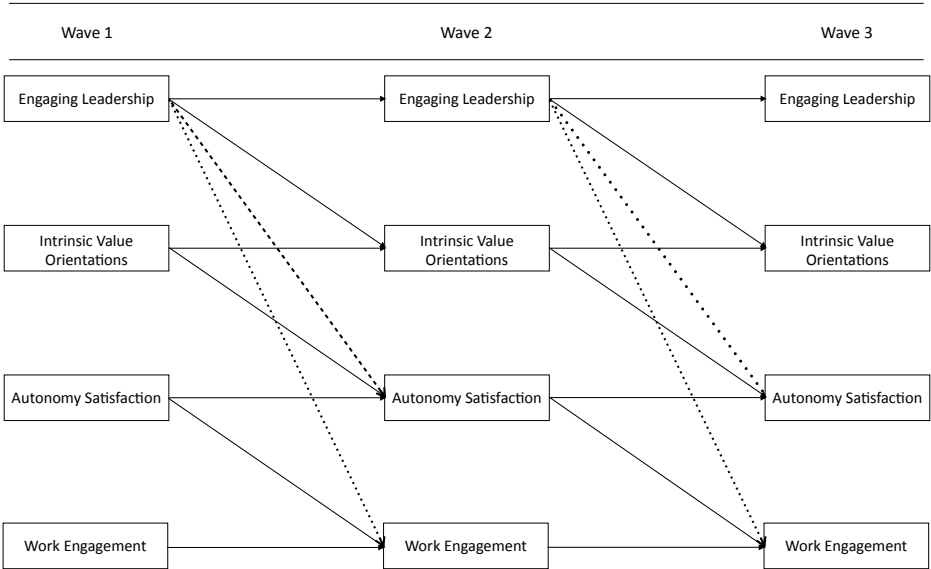 Wave 1
Wave 2
Wave 3
Engaging Leadership
Engaging Leadership
Engaging Leadership
Intrinsic Value
Orientations
Intrinsic Value
Orientations
Intrinsic Value
Orientations
Autonomy Satisfaction
Autonomy Satisfaction
Autonomy Satisfaction
Work Engagement
Work Engagement
Work Engagement